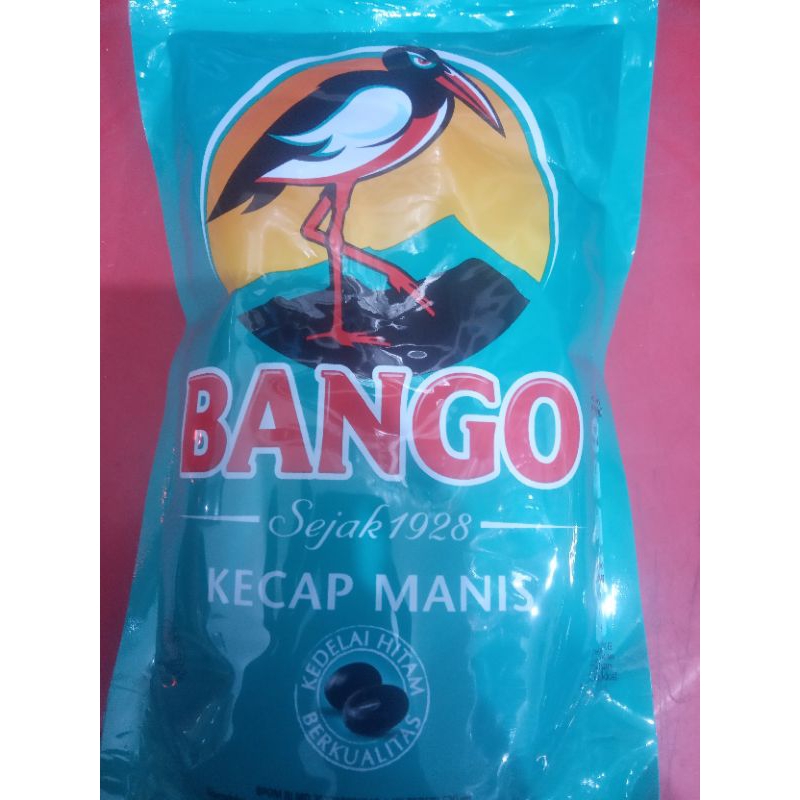 BANGO
Sejak 1928
KECAP MANIS
KEDELAI HITAM
BERKUALITAS